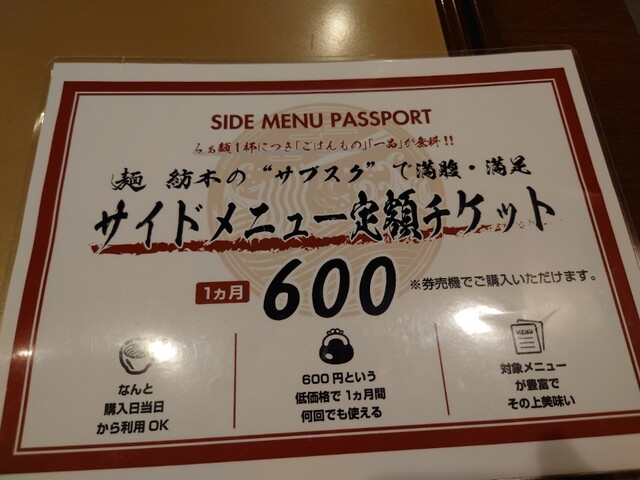 SIDE MENU PASSPORT
らぁ麺1杯につき「ごはんもの」「一品」が無料!!
麺 紡木の “サブスク” で満腹・満足
サイドメニュー定額チケット
1ヵ月 600 ※券売機でご購入いただけます。
なんと
購入日当日
から利用OK
600円という
低価格で1ヵ月間
何回でも使える
MENU
対象メニュー
が豊富で
その上美味い